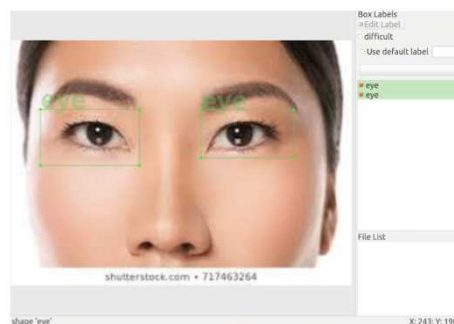 Box Labels
Edit Label
difficult
Use default label
eye eye
eye
eye
shutterstock.com • 717463264
File List
shape 'eye'
X: 243; Y: 19